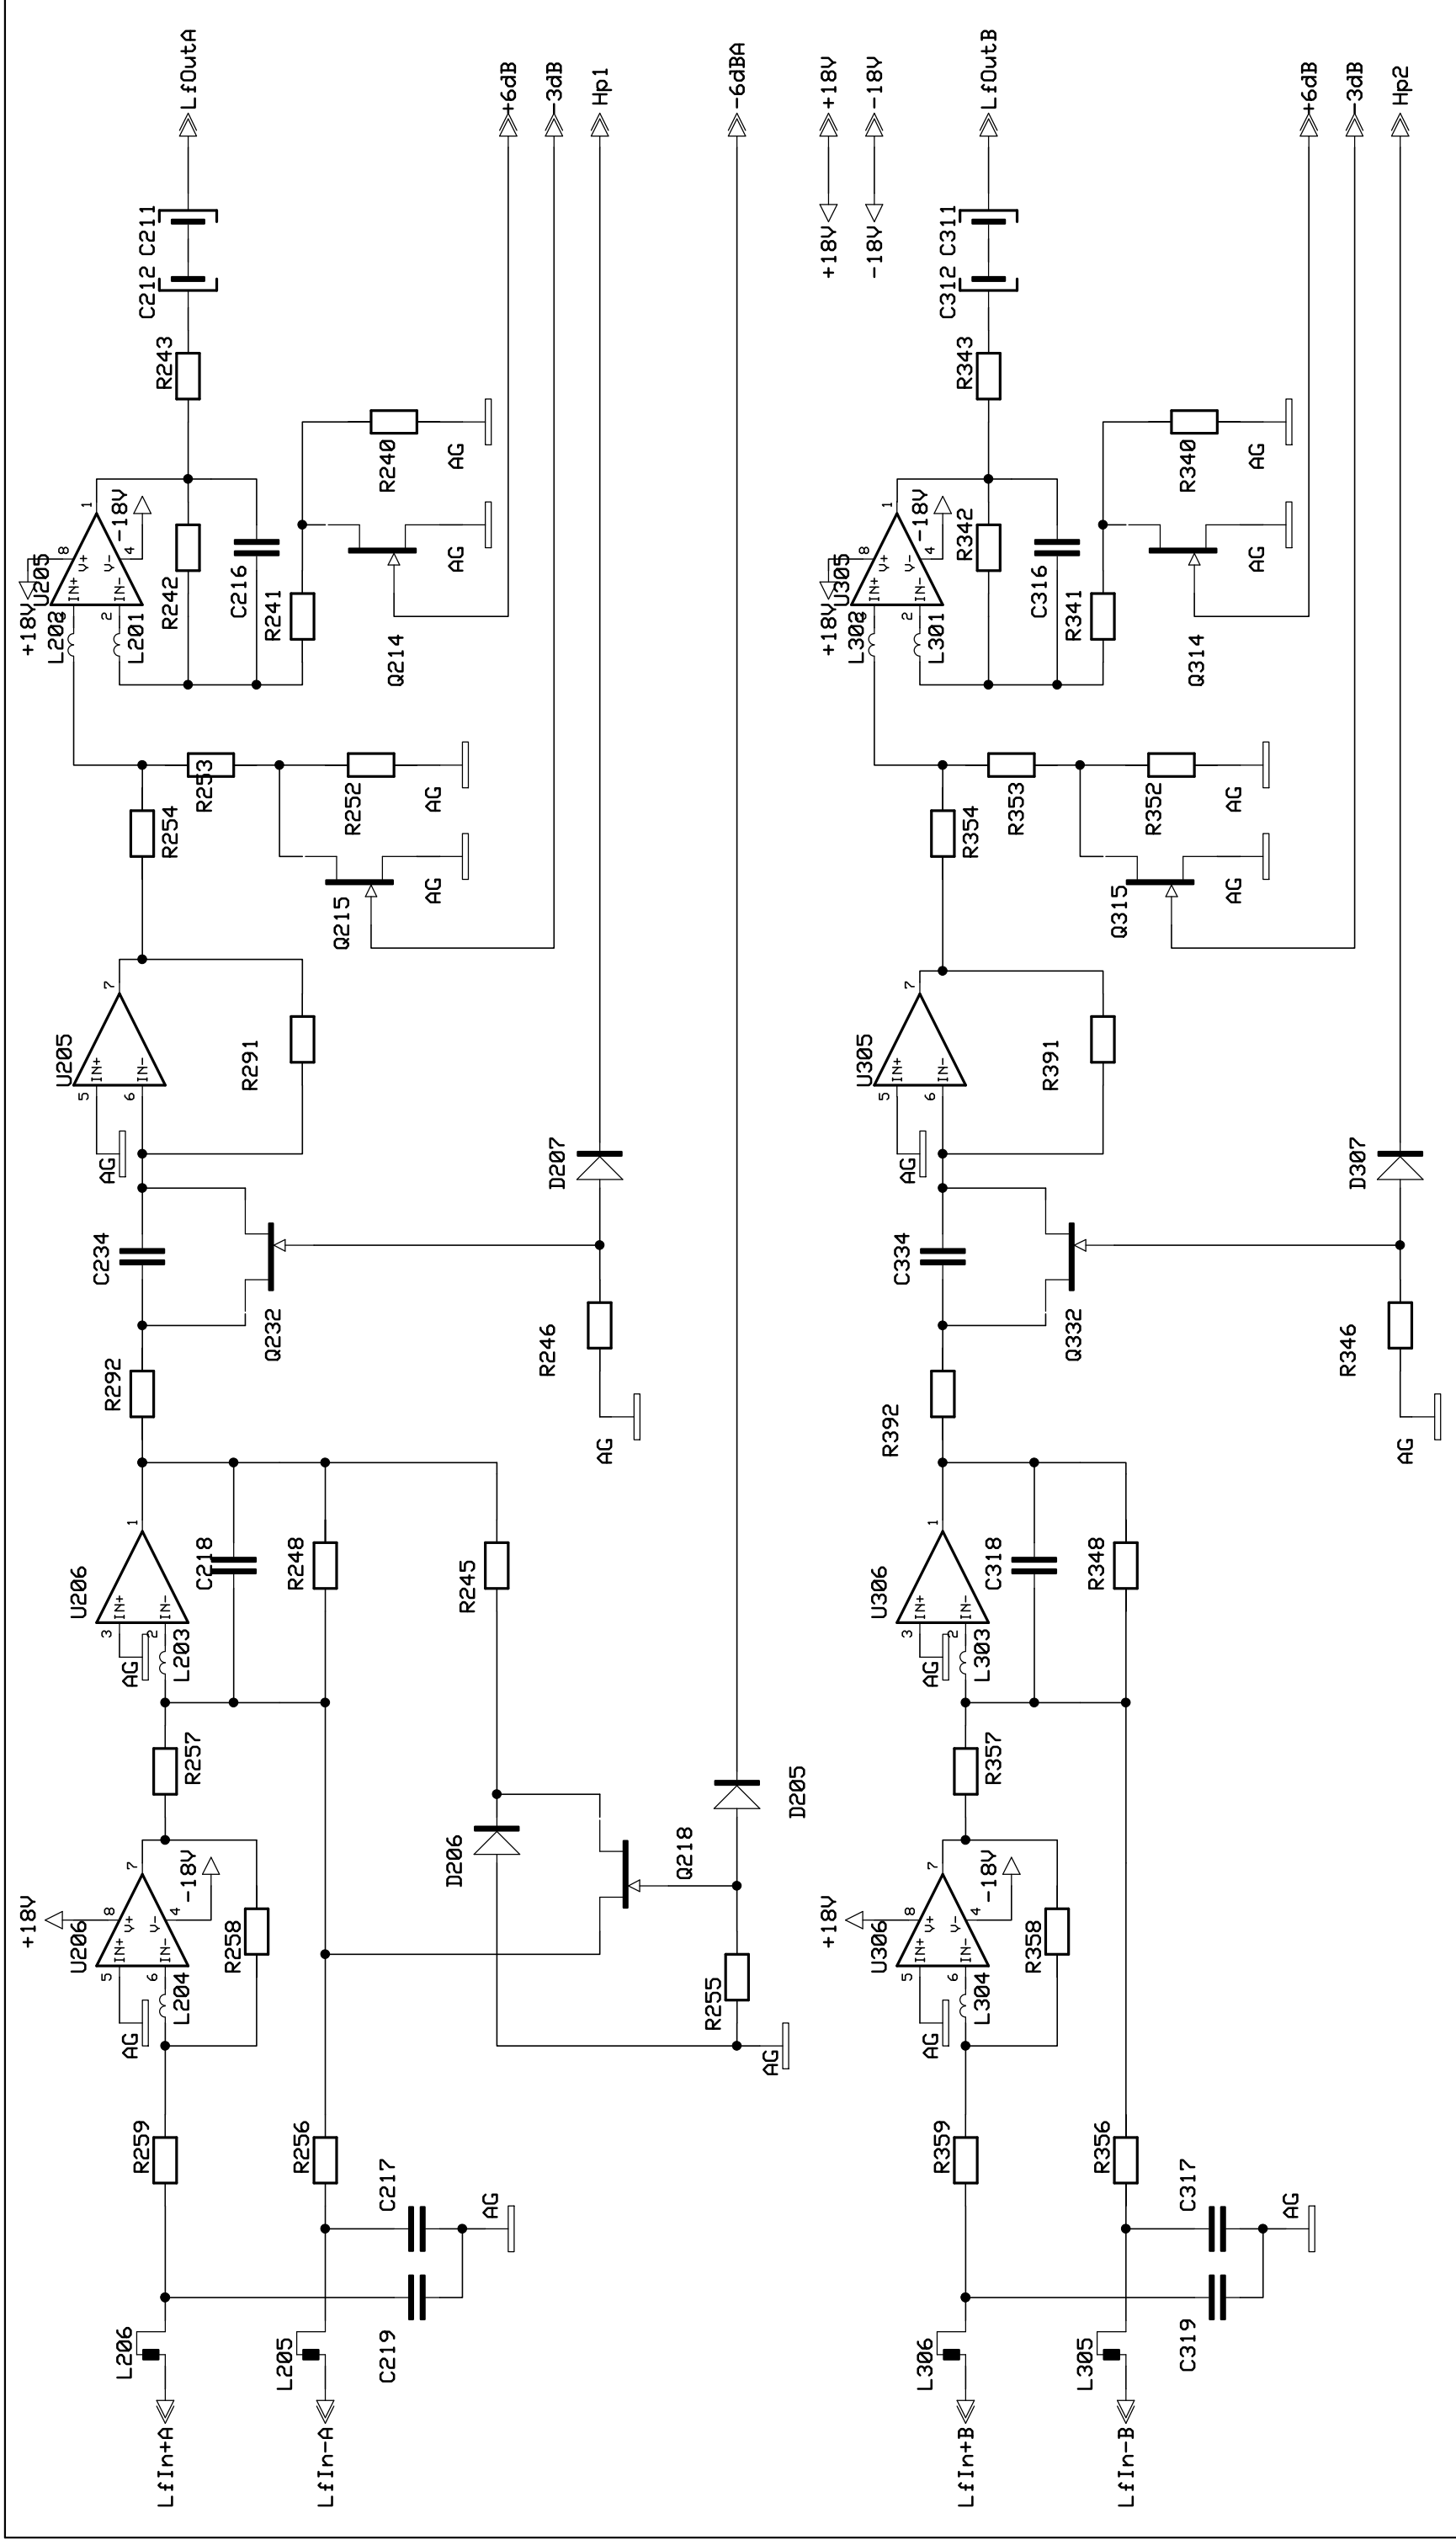 LfIn+A
L206
R259
AG
L204
5
6
IN+
IN-
V+
V-
8
4
7
U206
+18V
-18V
R258
R257
AG
L203
3
2
IN+
IN-
1
U206
C218
R248
R292
C234
Q232
AG
5
6
IN+
IN-
7
U205
R291
R254
R253
R252
AG
Q215
AG
+18V
L202
L201
2
IN+
IN-
V+
V-
8
4
1
U205
-18V
R242
C216
R241
Q214
AG
R240
AG
R243
C212
C211
LfOutA
LfIn-A
L205
R256
C219
C217
AG
D206
R245
Q218
R255
AG
D205
R246
AG
D207
+6dB
-3dB
Hp1
-6dBA
+18V
+18V
-18V
-18V
LfIn+B
L306
R359
AG
L304
5
6
IN+
IN-
V+
V-
8
4
7
U306
+18V
-18V
R358
R357
AG
L303
3
2
IN+
IN-
1
U306
C318
R348
R392
C334
Q332
AG
5
6
IN+
IN-
7
U305
R391
R354
R353
R352
AG
Q315
AG
+18V
L302
L301
2
IN+
IN-
V+
V-
8
4
1
U305
-18V
R342
C316
R341
Q314
AG
R340
AG
R343
C312
C311
LfOutB
LfIn-B
L305
R356
C319
C317
AG
R346
AG
D307
+6dB
-3dB
Hp2